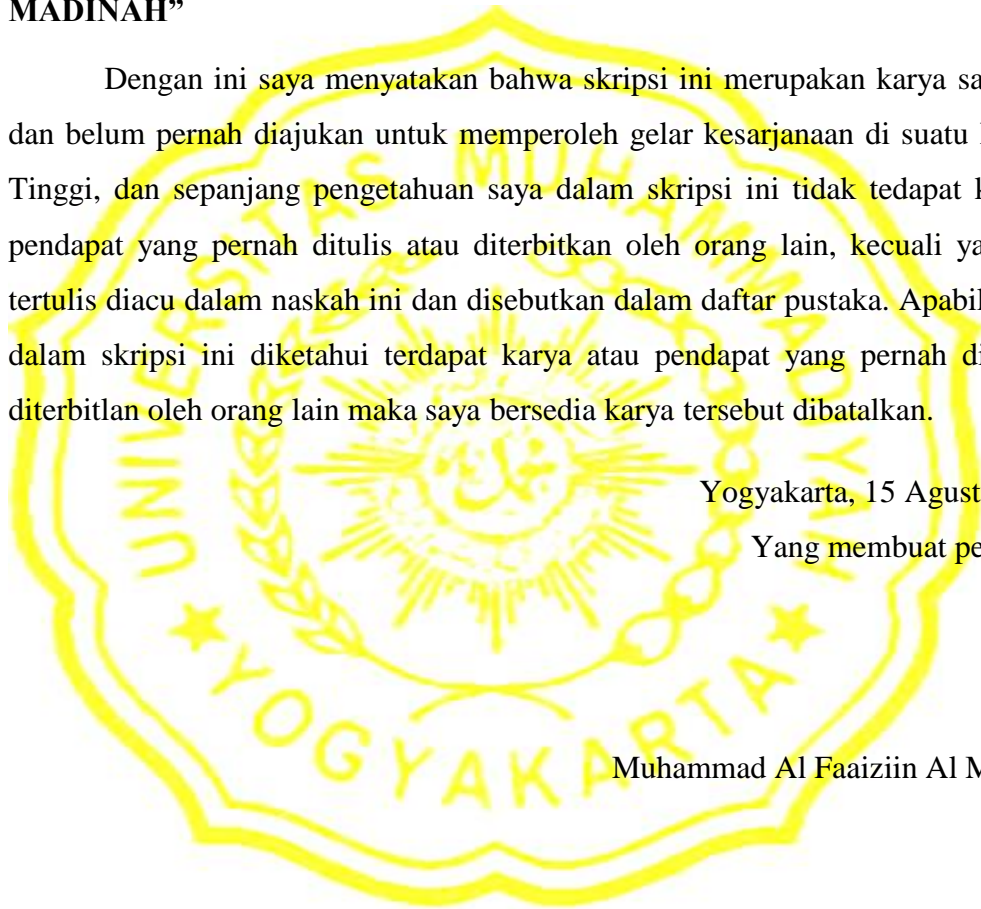 MADINAH”
Dengan ini saya menyatakan bahwa skripsi ini merupakan karya sa
dan belum pernah diajukan untuk memperoleh gelar kesarjanaan di suatu
Tinggi, dan sepanjang pengetahuan saya dalam skripsi ini tidak tedapat k
pendapat yang pernah ditulis atau diterbitkan oleh orang lain, kecuali ya
tertulis diacu dalam naskah ini dan disebutkan dalam daftar pustaka. Apabil
dalam skripsi ini diketahui terdapat karya atau pendapat yang pernah di
diterbitlan oleh orang lain maka saya bersedia karya tersebut dibatalkan.
Yogyakarta, 15 Agust
Yang membuat pe
Muhammad Al Faaiziin Al M
UNIVERSITAS MUHAMMADIYAH
★ YOGYAKARTA ★